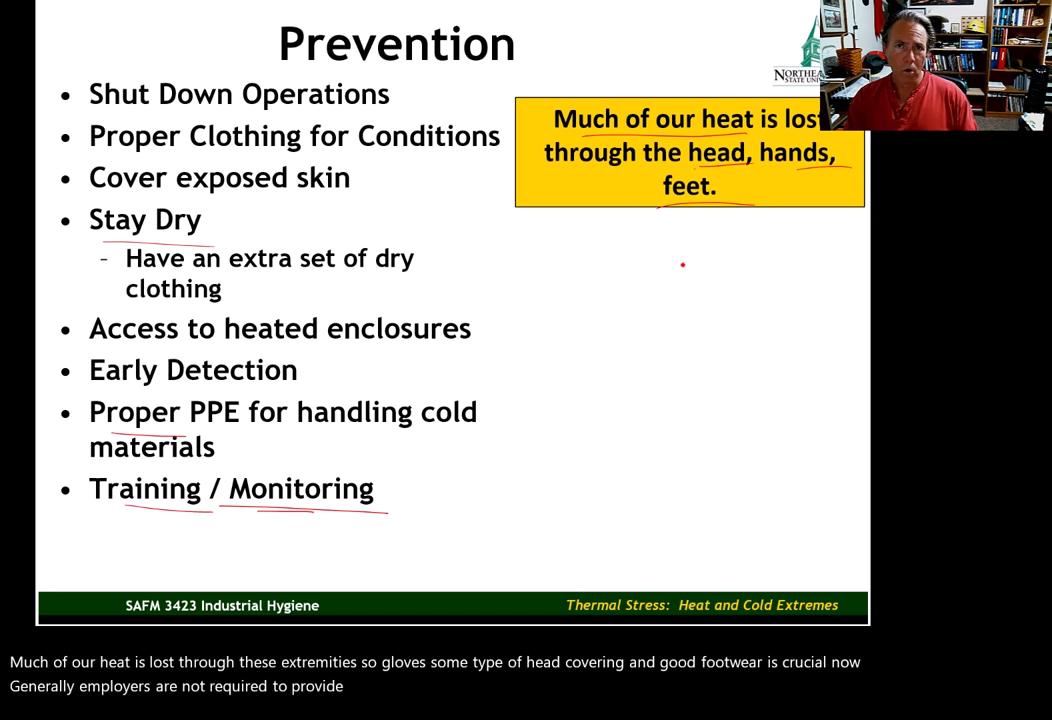 Prevention
• Shut Down Operations
• Proper Clothing for Conditions
• Cover exposed skin
• Stay Dry
– Have an extra set of dry
clothing
• Access to heated enclosures
• Early Detection
• Proper PPE for handling cold
materials
• Training / Monitoring
Much of our heat is lost
through the head, hands,
feet.
SAFM 3423 Industrial Hygiene
Thermal Stress: Heat and Cold Extremes
Much of our heat is lost through these extremities so gloves some type of head covering and good footwear is crucial now
Generally employers are not required to provide